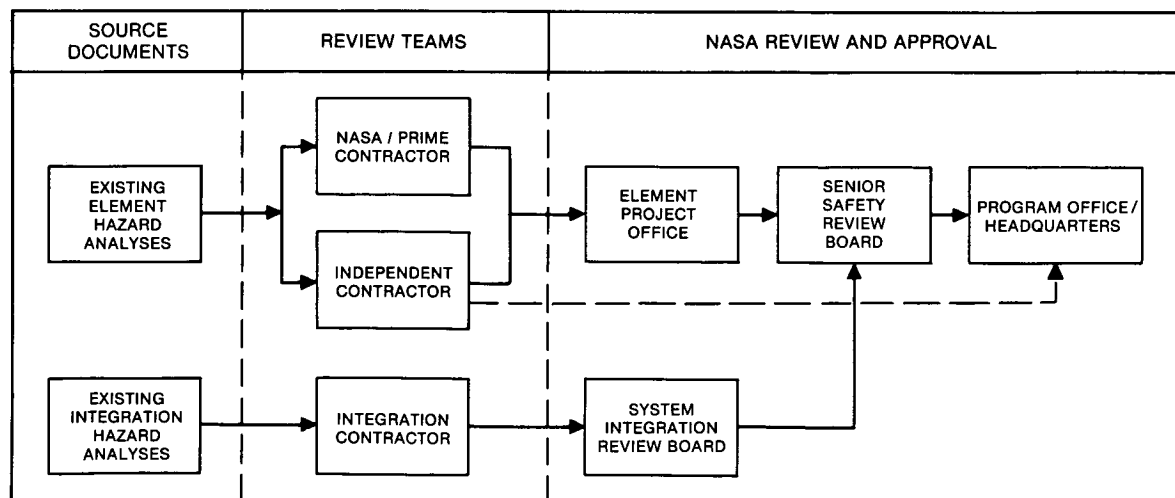 SOURCE
DOCUMENTS
REVIEW TEAMS
NASA REVIEW AND APPROVAL
EXISTING
ELEMENT
HAZARD
ANALYSES
NASA / PRIME
CONTRACTOR
INDEPENDENT
CONTRACTOR
ELEMENT
PROJECT
OFFICE
SENIOR
SAFETY
REVIEW
BOARD
PROGRAM OFFICE/
HEADQUARTERS
EXISTING
INTEGRATION
HAZARD
ANALYSES
INTEGRATION
CONTRACTOR
SYSTEM
INTEGRATION
REVIEW BOARD